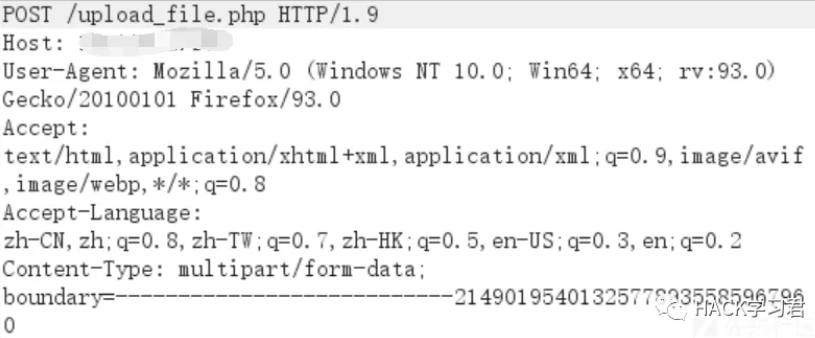 POST /upload_file.php HTTP/1.9
Host:
User-Agent: Mozilla/5.0 (Windows NT 10.0; Win64; x64; rv:93.0)
Gecko/20100101 Firefox/93.0
Accept:
text/html,application/xhtml+xml,application/xml;q=0.9,image/avif
,image/webp,*/*;q=0.8
Accept-Language:
zh-CN,zh;q=0.8,zh-TW;q=0.7,zh-HK;q=0.5,en-US;q=0.3,en;q=0.2
Content-Type: multipart/form-data;
boundary=---------------------------21490195401325778935585967960
0
HACK学习君